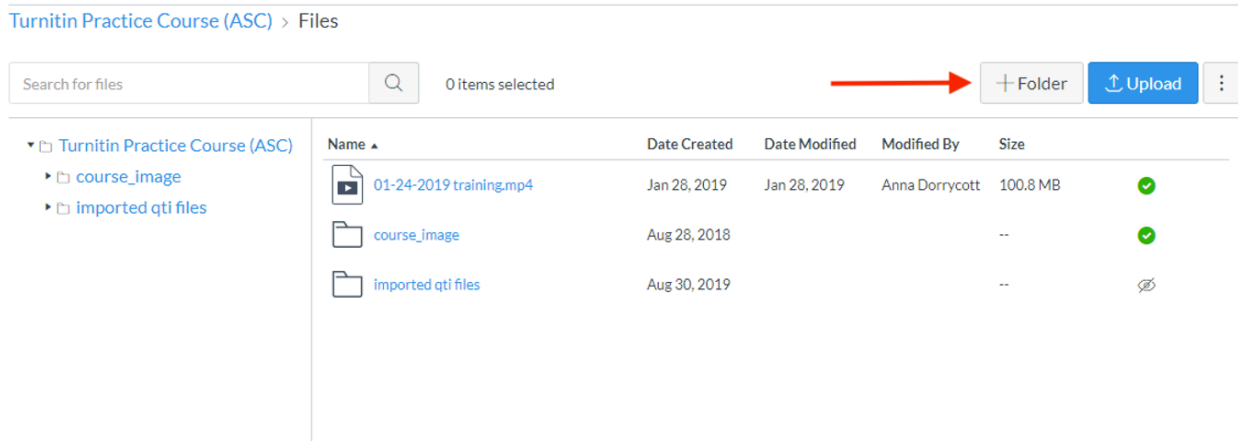 Turnitin Practice Course (ASC) > Files
Search for files 0 items selected +Folder Upload
Turnitin Practice Course (ASC)
course_image
imported qti files
Name Date Created Date Modified Modified By Size
01-24-2019 training.mp4 Jan 28, 2019 Jan 28, 2019 Anna Dorrycott 100.8 MB
course_image Aug 28, 2018 --
imported qti files Aug 30, 2019 --